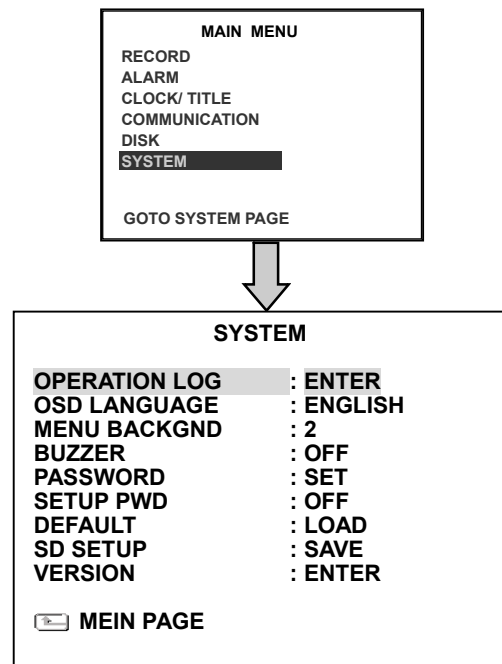 MAIN MENU
RECORD
ALARM
CLOCK/ TITLE
COMMUNICATION
DISK
SYSTEM
GOTO SYSTEM PAGE
SYSTEM
OPERATION LOG : ENTER
OSD LANGUAGE : ENGLISH
MENU BACKGND : 2
BUZZER : OFF
PASSWORD : SET
SETUP PWD : OFF
DEFAULT : LOAD
SD SETUP : SAVE
VERSION : ENTER
MEIN PAGE